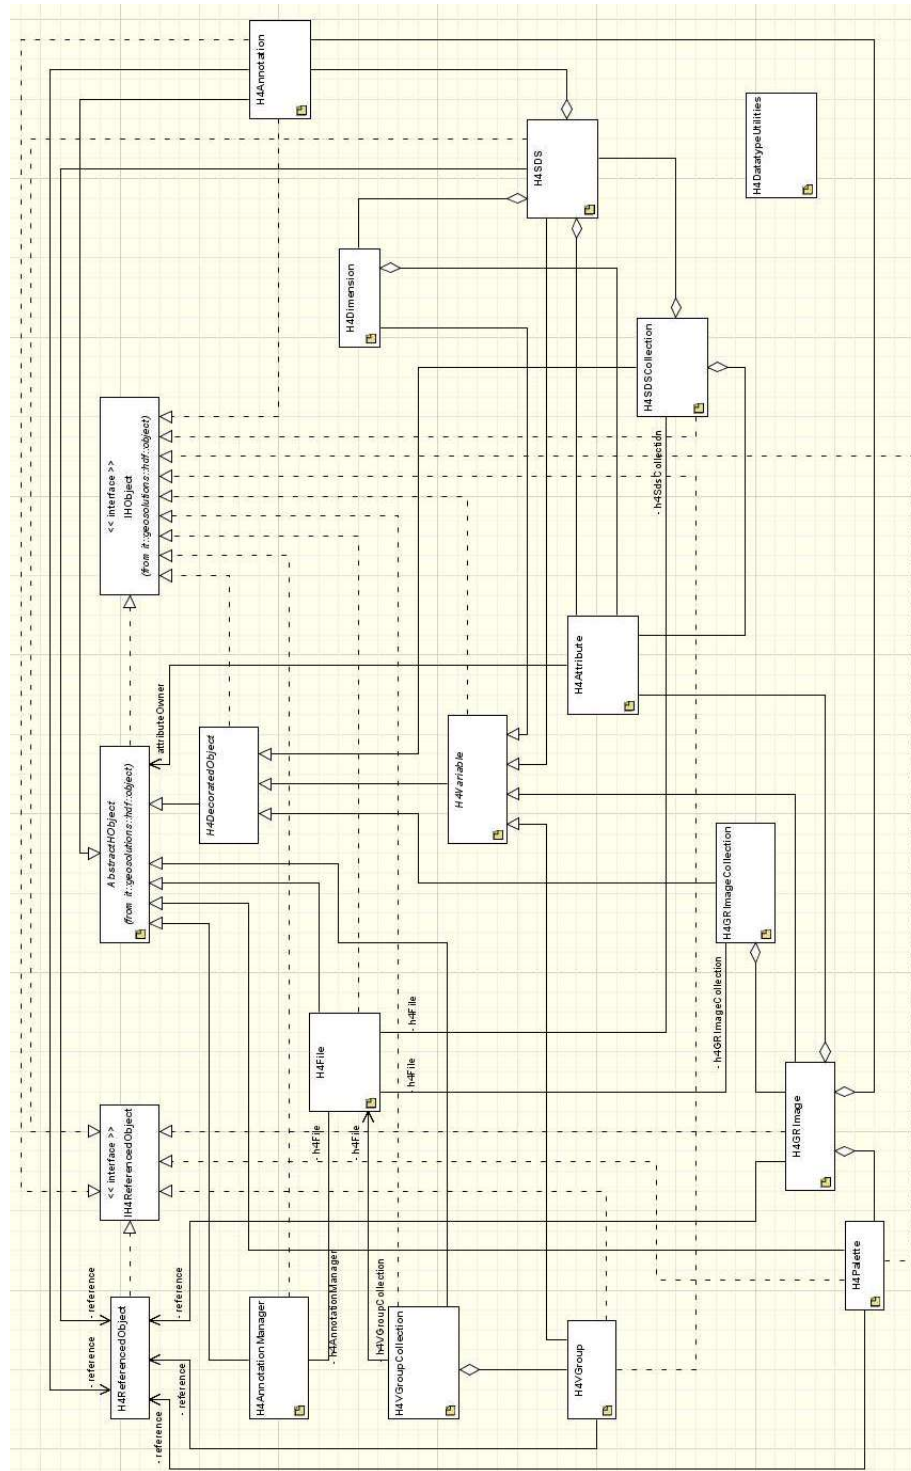 H4Annotation
H4SDS
H4DatatypeUtilities
H4Dimension
H4SDSCollection
- h4SdsCollection
<< interface >>
IHObject
(from it::geosolutions::hdf::object)
attributeOwner
H4Attribute
AbstractHObject
(from it::geosolutions::hdf::object)
H4DecoratedObject
H4Variable
H4GRImageCollection
- h4GRImageCollection
H4File
- h4File
- h4File
- h4File
- h4File
<< interface >>
IH4ReferencedObject
H4GRImage
H4ReferencedObject
- reference
- reference
- reference
- reference
- reference
H4AnnotationManager
- h4AnnotationManager
- h4VGroupCollection
H4VGroupCollection
H4VGroup
H4Palette